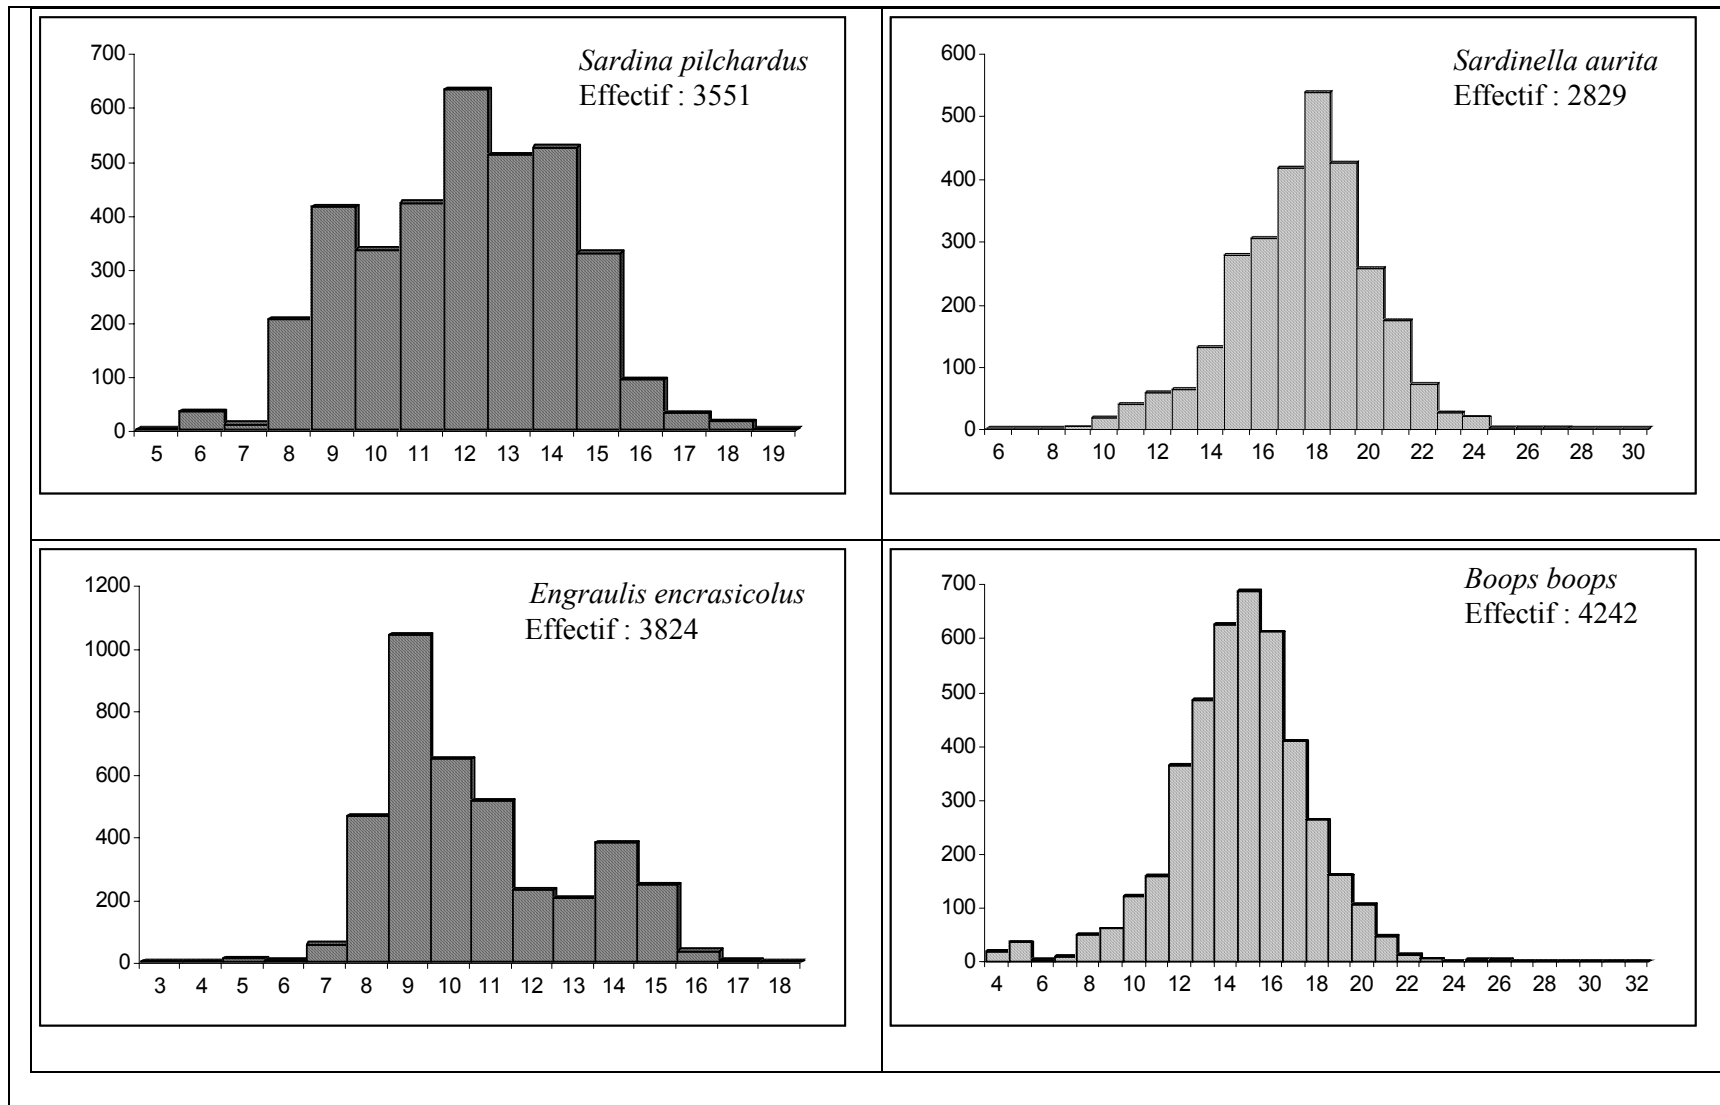 Sardina pilchardus
Effectif : 3551
700
600
500
400
300
200
100
0
5 6 7 8 9 10 11 12 13 14 15 16 17 18 19
Sardinella aurita
Effectif : 2829
600
500
400
300
200
100
0
6 8 10 12 14 16 18 20 22 24 26 28 30
Engraulis encrasicolus
Effectif : 3824
1200
1000
800
600
400
200
0
3 4 5 6 7 8 9 10 11 12 13 14 15 16 17 18
Boops boops
Effectif : 4242
700
600
500
400
300
200
100
0
4 6 8 10 12 14 16 18 20 22 24 26 28 30 32